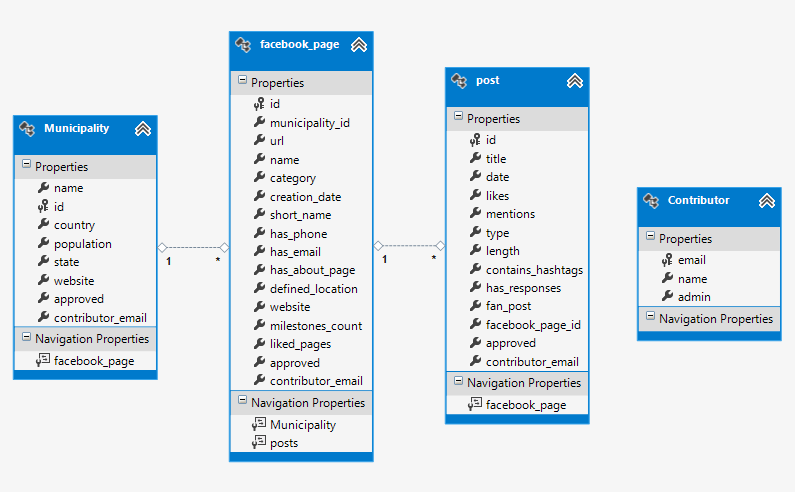 Municipality
Properties
name
id
country
population
state
website
approved
contributor_email
Navigation Properties
facebook_page
1
*
facebook_page
Properties
id
municipality_id
url
name
category
creation_date
short_name
has_phone
has_email
has_about_page
defined_location
website
milestones_count
liked_pages
approved
contributor_email
Navigation Properties
Municipality
posts
1
*
post
Properties
id
title
date
likes
mentions
type
length
contains_hashtags
has_responses
fan_post
facebook_page_id
approved
contributor_email
Navigation Properties
facebook_page
Contributor
Properties
email
name
admin
Navigation Properties